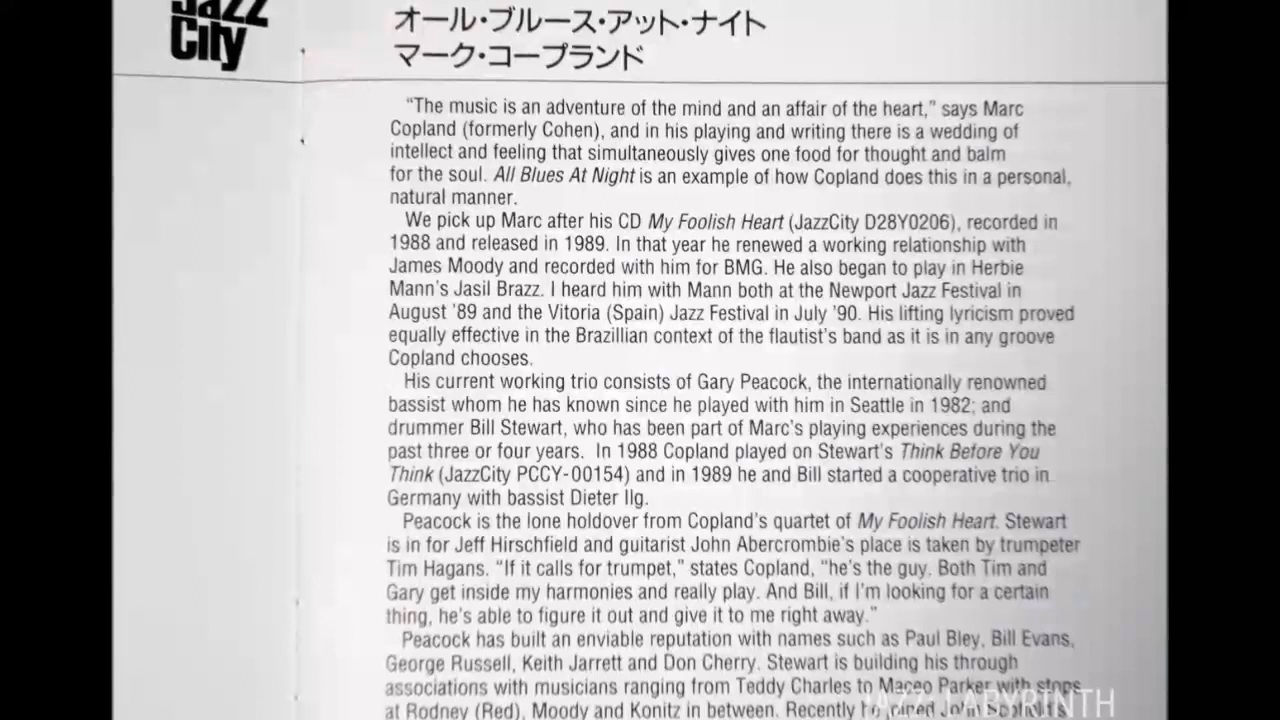 Jazz
City
オール・ブルース・アット・ナイト
マーク・コープランド
“The music is an adventure of the mind and an affair of the heart,” says Marc
Copland (formerly Cohen), and in his playing and writing there is a wedding of
intellect and feeling that simultaneously gives one food for thought and balm
for the soul. All Blues At Night is an example of how Copland does this in a personal,
natural manner.
We pick up Marc after his CD My Foolish Heart (JazzCity D28Y0206), recorded in
1988 and released in 1989. In that year he renewed a working relationship with
James Moody and recorded with him for BMG. He also began to play in Herbie
Mann's Jasil Brazz. I heard him with Mann both at the Newport Jazz Festival in
August '89 and the Vitoria (Spain) Jazz Festival in July '90. His lifting lyricism proved
equally effective in the Brazillian context of the flautist's band as it is in any groove
Copland chooses.
His current working trio consists of Gary Peacock, the internationally renowned
bassist whom he has known since he played with him in Seattle in 1982; and
drummer Bill Stewart, who has been part of Marc's playing experiences during the
past three or four years. In 1988 Copland played on Stewart's Think Before You
Think (JazzCity PCCY-00154) and in 1989 he and Bill started a cooperative trio in
Germany with bassist Dieter Ilg.
Peacock is the lone holdover from Copland's quartet of My Foolish Heart. Stewart
is in for Jeff Hirschfield and guitarist John Abercrombie's place is taken by trumpeter
Tim Hagans. “If it calls for trumpet,” states Copland, “he's the guy. Both Tim and
Gary get inside my harmonies and really play. And Bill, if I'm looking for a certain
thing, he's able to figure it out and give it to me right away.”
Peacock has built an enviable reputation with names such as Paul Bley, Bill Evans,
George Russell, Keith Jarrett and Don Cherry. Stewart is building his through
associations with musicians ranging from Teddy Charles to Maceo Parker with stops
at Rodney (Red), Moody and Konitz in between. Recently he joined John
JAZZ: LABYRINTH